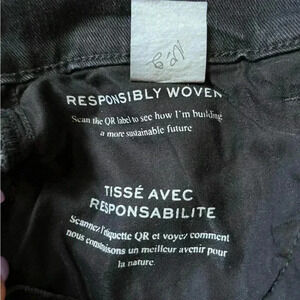 RESPONSIBLY WOVEN
Scan the QR label to see how I'm building
a more sustainable future
TISSÉ AVEC
RESPONSABILITE
Scannez l'étiquette QR et voyez comment
nous construisons un meilleur avenir pour
la nature.